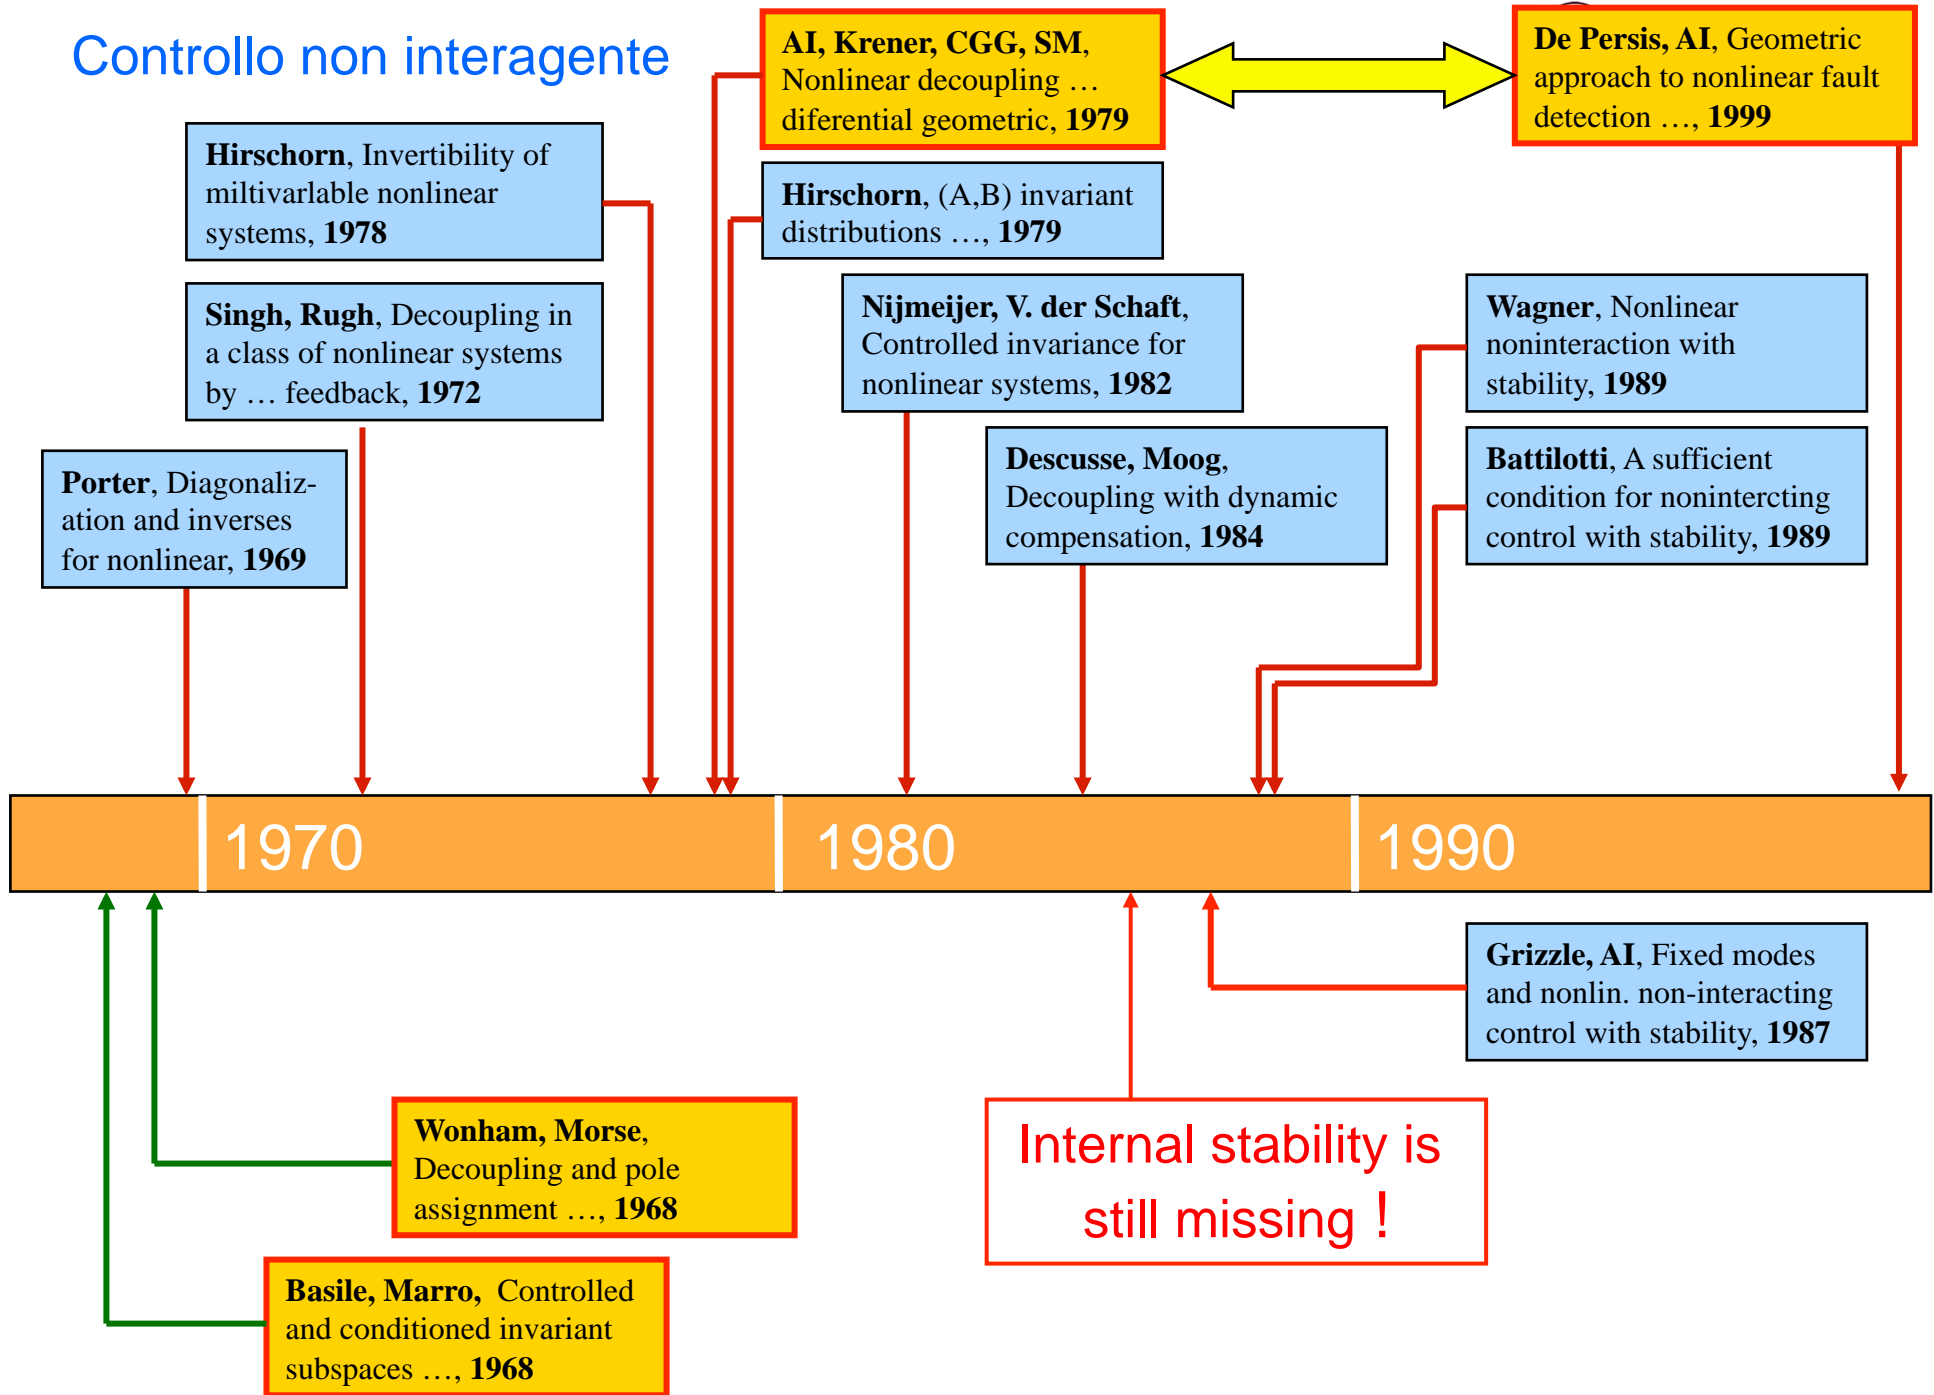 Controllo non interagente
AI, Krener, CGG, SM,
Nonlinear decoupling …
diferential geometric, 1979
De Persis, AI, Geometric
approach to nonlinear fault
detection …, 1999
Hirschorn, Invertibility of
miltivarlable nonlinear
systems, 1978
Hirschorn, (A,B) invariant
distributions …, 1979
Singh, Rugh, Decoupling in
a class of nonlinear systems
by … feedback, 1972
Nijmeijer, V. der Schaft,
Controlled invariance for
nonlinear systems, 1982
Wagner, Nonlinear
noninteraction with
stability, 1989
Porter, Diagonaliz-
ation and inverses
for nonlinear, 1969
Descusse, Moog,
Decoupling with dynamic
compensation, 1984
Battilotti, A sufficient
condition for nonintercting
control with stability, 1989
1970
1980
1990
Grizzle, AI, Fixed modes
and nonlin. non-interacting
control with stability, 1987
Wonham, Morse,
Decoupling and pole
assignment …, 1968
Internal stability is
still missing !
Basile, Marro, Controlled
and conditioned invariant
subspaces …, 1968